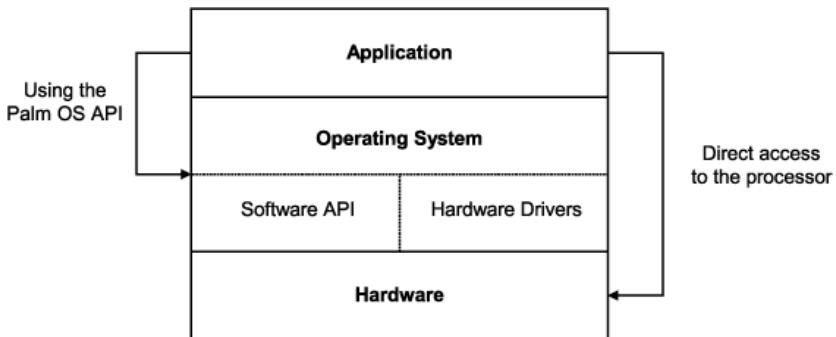 Application
Using the
Palm OS API
Operating System
Direct access
to the processor
Software API
Hardware Drivers
Hardware